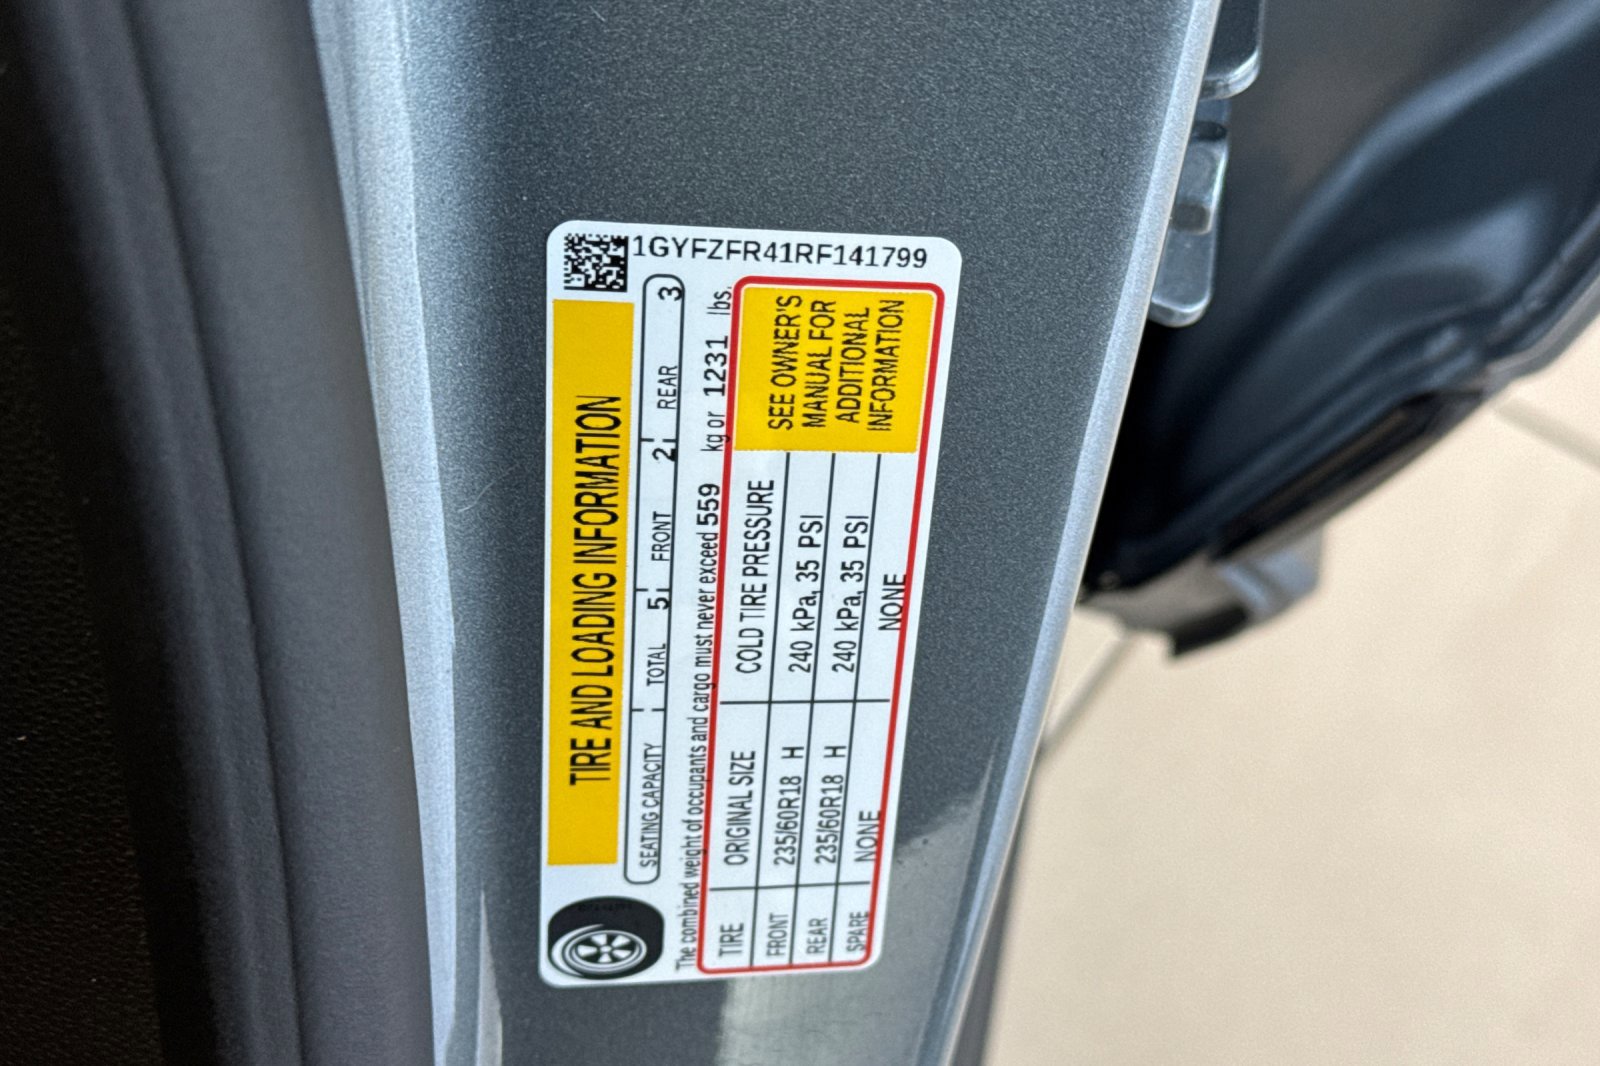 1GYFZFR41RF141799
TIRE AND LOADING INFORMATION
SEATING CAPACITY TOTAL 5 FRONT 2 REAR 3
The combined weight of occupants and cargo must never exceed 559 kg or 1231 lbs.
TIRE ORIGINAL SIZE COLD TIRE PRESSURE
FRONT 235/60R18 H 240 kPa, 35 PSI
REAR 235/60R18 H 240 kPa, 35 PSI
SPARE NONE NONE
SEE OWNER'S
MANUAL FOR
ADDITIONAL
INFORMATION